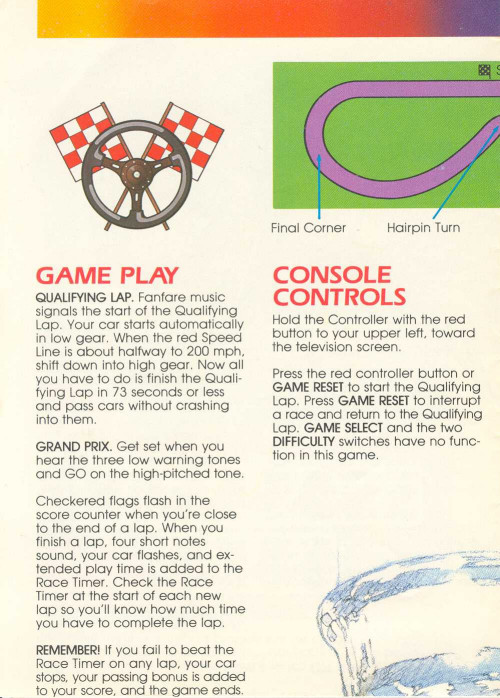 S
Final Corner
Hairpin Turn
GAME PLAY
QUALIFYING LAP. Fanfare music
signals the start of the Qualifying
Lap. Your car starts automatically
in low gear. When the red Speed
Line is about halfway to 200 mph,
shift down into high gear. Now all
you have to do is finish the Quali-
fying Lap in 73 seconds or less
and pass cars without crashing
into them.
GRAND PRIX. Get set when you
hear the three low warning tones
and GO on the high-pitched tone.
Checkered flags flash in the
score counter when you're close
to the end of a lap. When you
finish a lap, four short notes
sound, your car flashes, and ex-
tended play time is added to the
Race Timer. Check the Race
Timer at the start of each new
lap so you'll know how much time
you have to complete the lap.
REMEMBER! If you fail to beat the
Race Timer on any lap, your car
stops, your passing bonus is added
to your score, and the game ends.
CONSOLE
CONTROLS
Hold the Controller with the red
button to your upper left, toward
the television screen.
Press the red controller button or
GAME RESET to start the Qualifying
Lap. Press GAME RESET to interrupt
a race and return to the Qualifying
Lap. GAME SELECT and the two
DIFFICULTY switches have no func-
tion in this game.